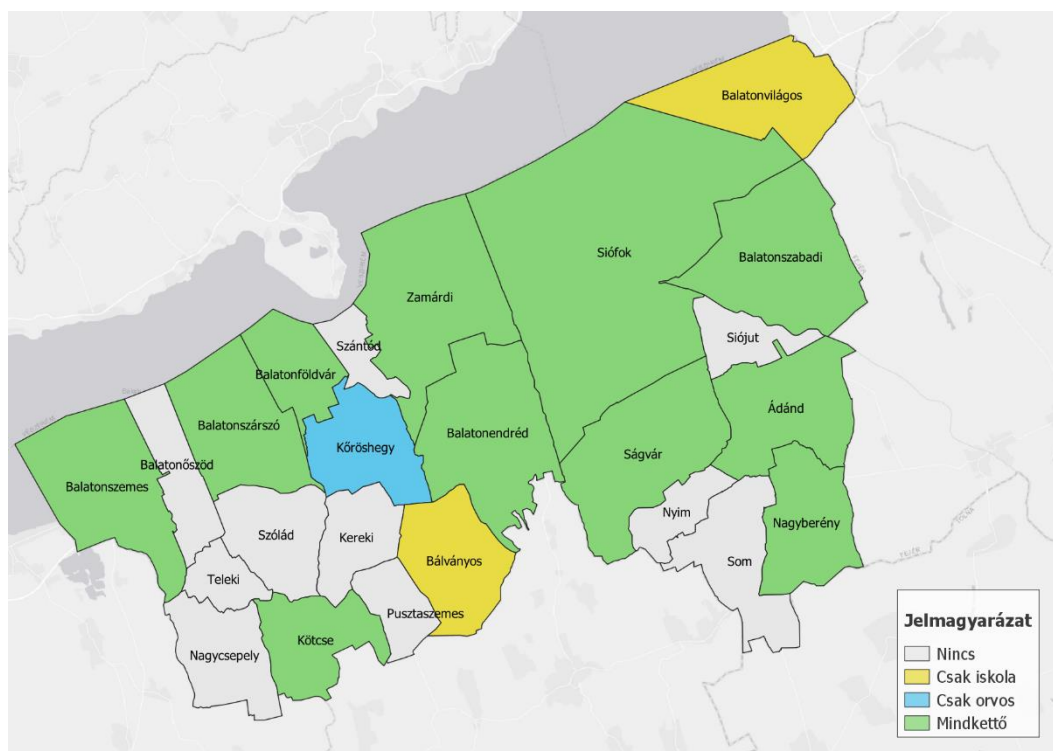 Balatonvilágos
Siófok
Balatonszabadi
Zamárdi
Siójut
Szántód
Balatonföldvár
Ádánd
Balatonszárszó
Balatonendréd
Kőröshegy
Ságvár
Balatonőszöd
Balatonszemes
Nyim
Nagyberény
Szólád
Kereki
Bálványos
Som
Teleki
Pusztaszemes
Kötcse
Nagycsepely
Jelmagyarázat
Nincs
Csak iskola
Csak orvos
Mindkettő
TOLNA